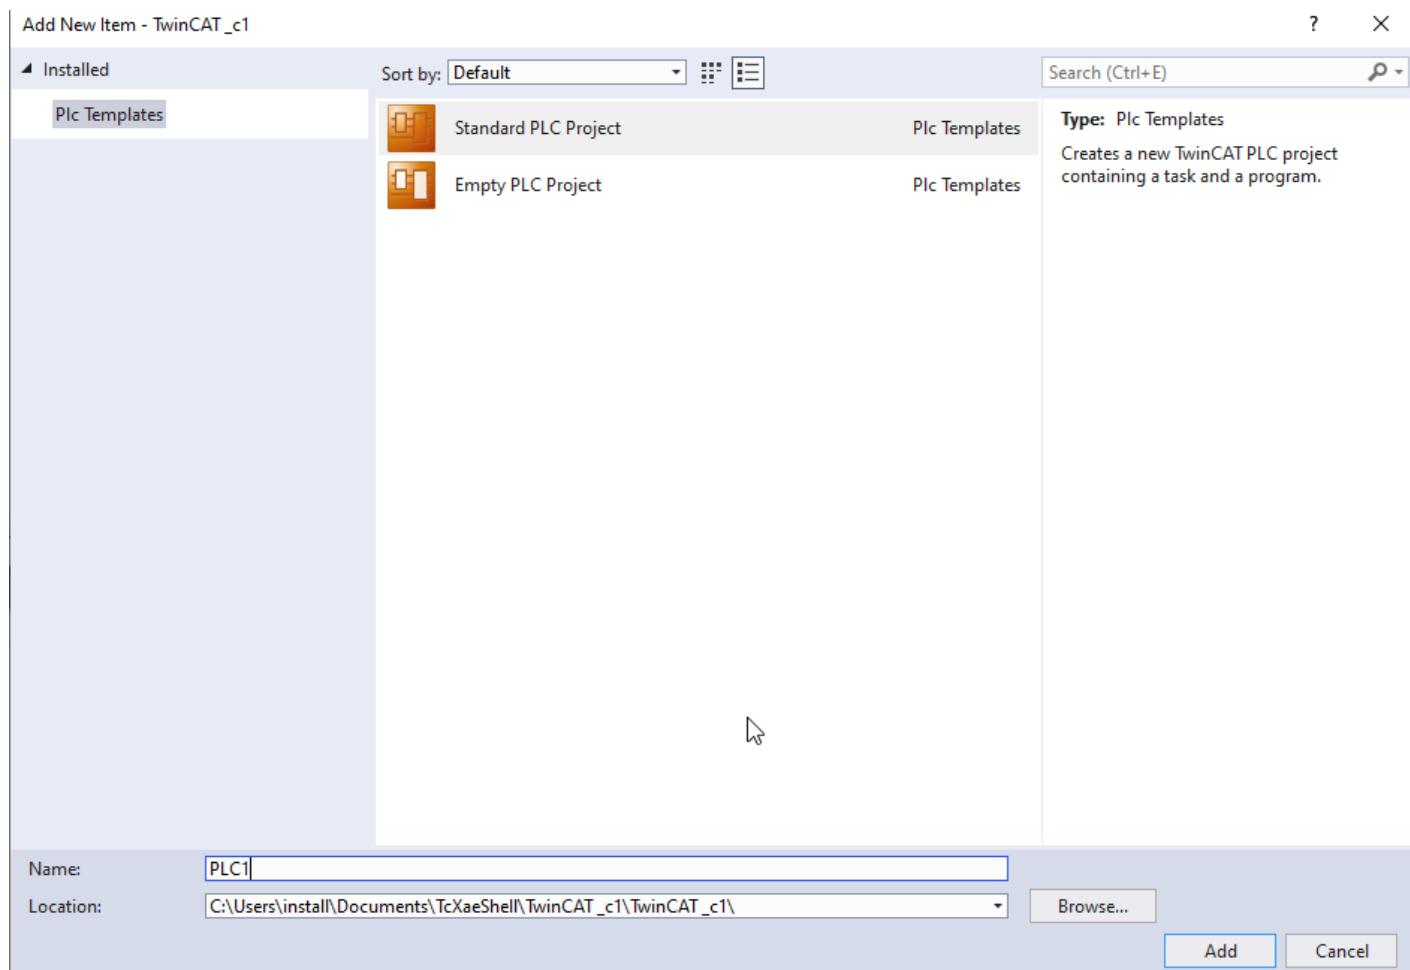 Add New Item - TwinCAT_c1
?
Installed
Sort by: Default
Search (Ctrl+E)
Plc Templates
Standard PLC Project Plc Templates
Empty PLC Project Plc Templates
Type: Plc Templates
Creates a new TwinCAT PLC project
containing a task and a program.
Name: PLC1
Location: C:\Users\install\Documents\TcXaeShell\TwinCAT_c1\TwinCAT_c1\
Browse...
Add Cancel